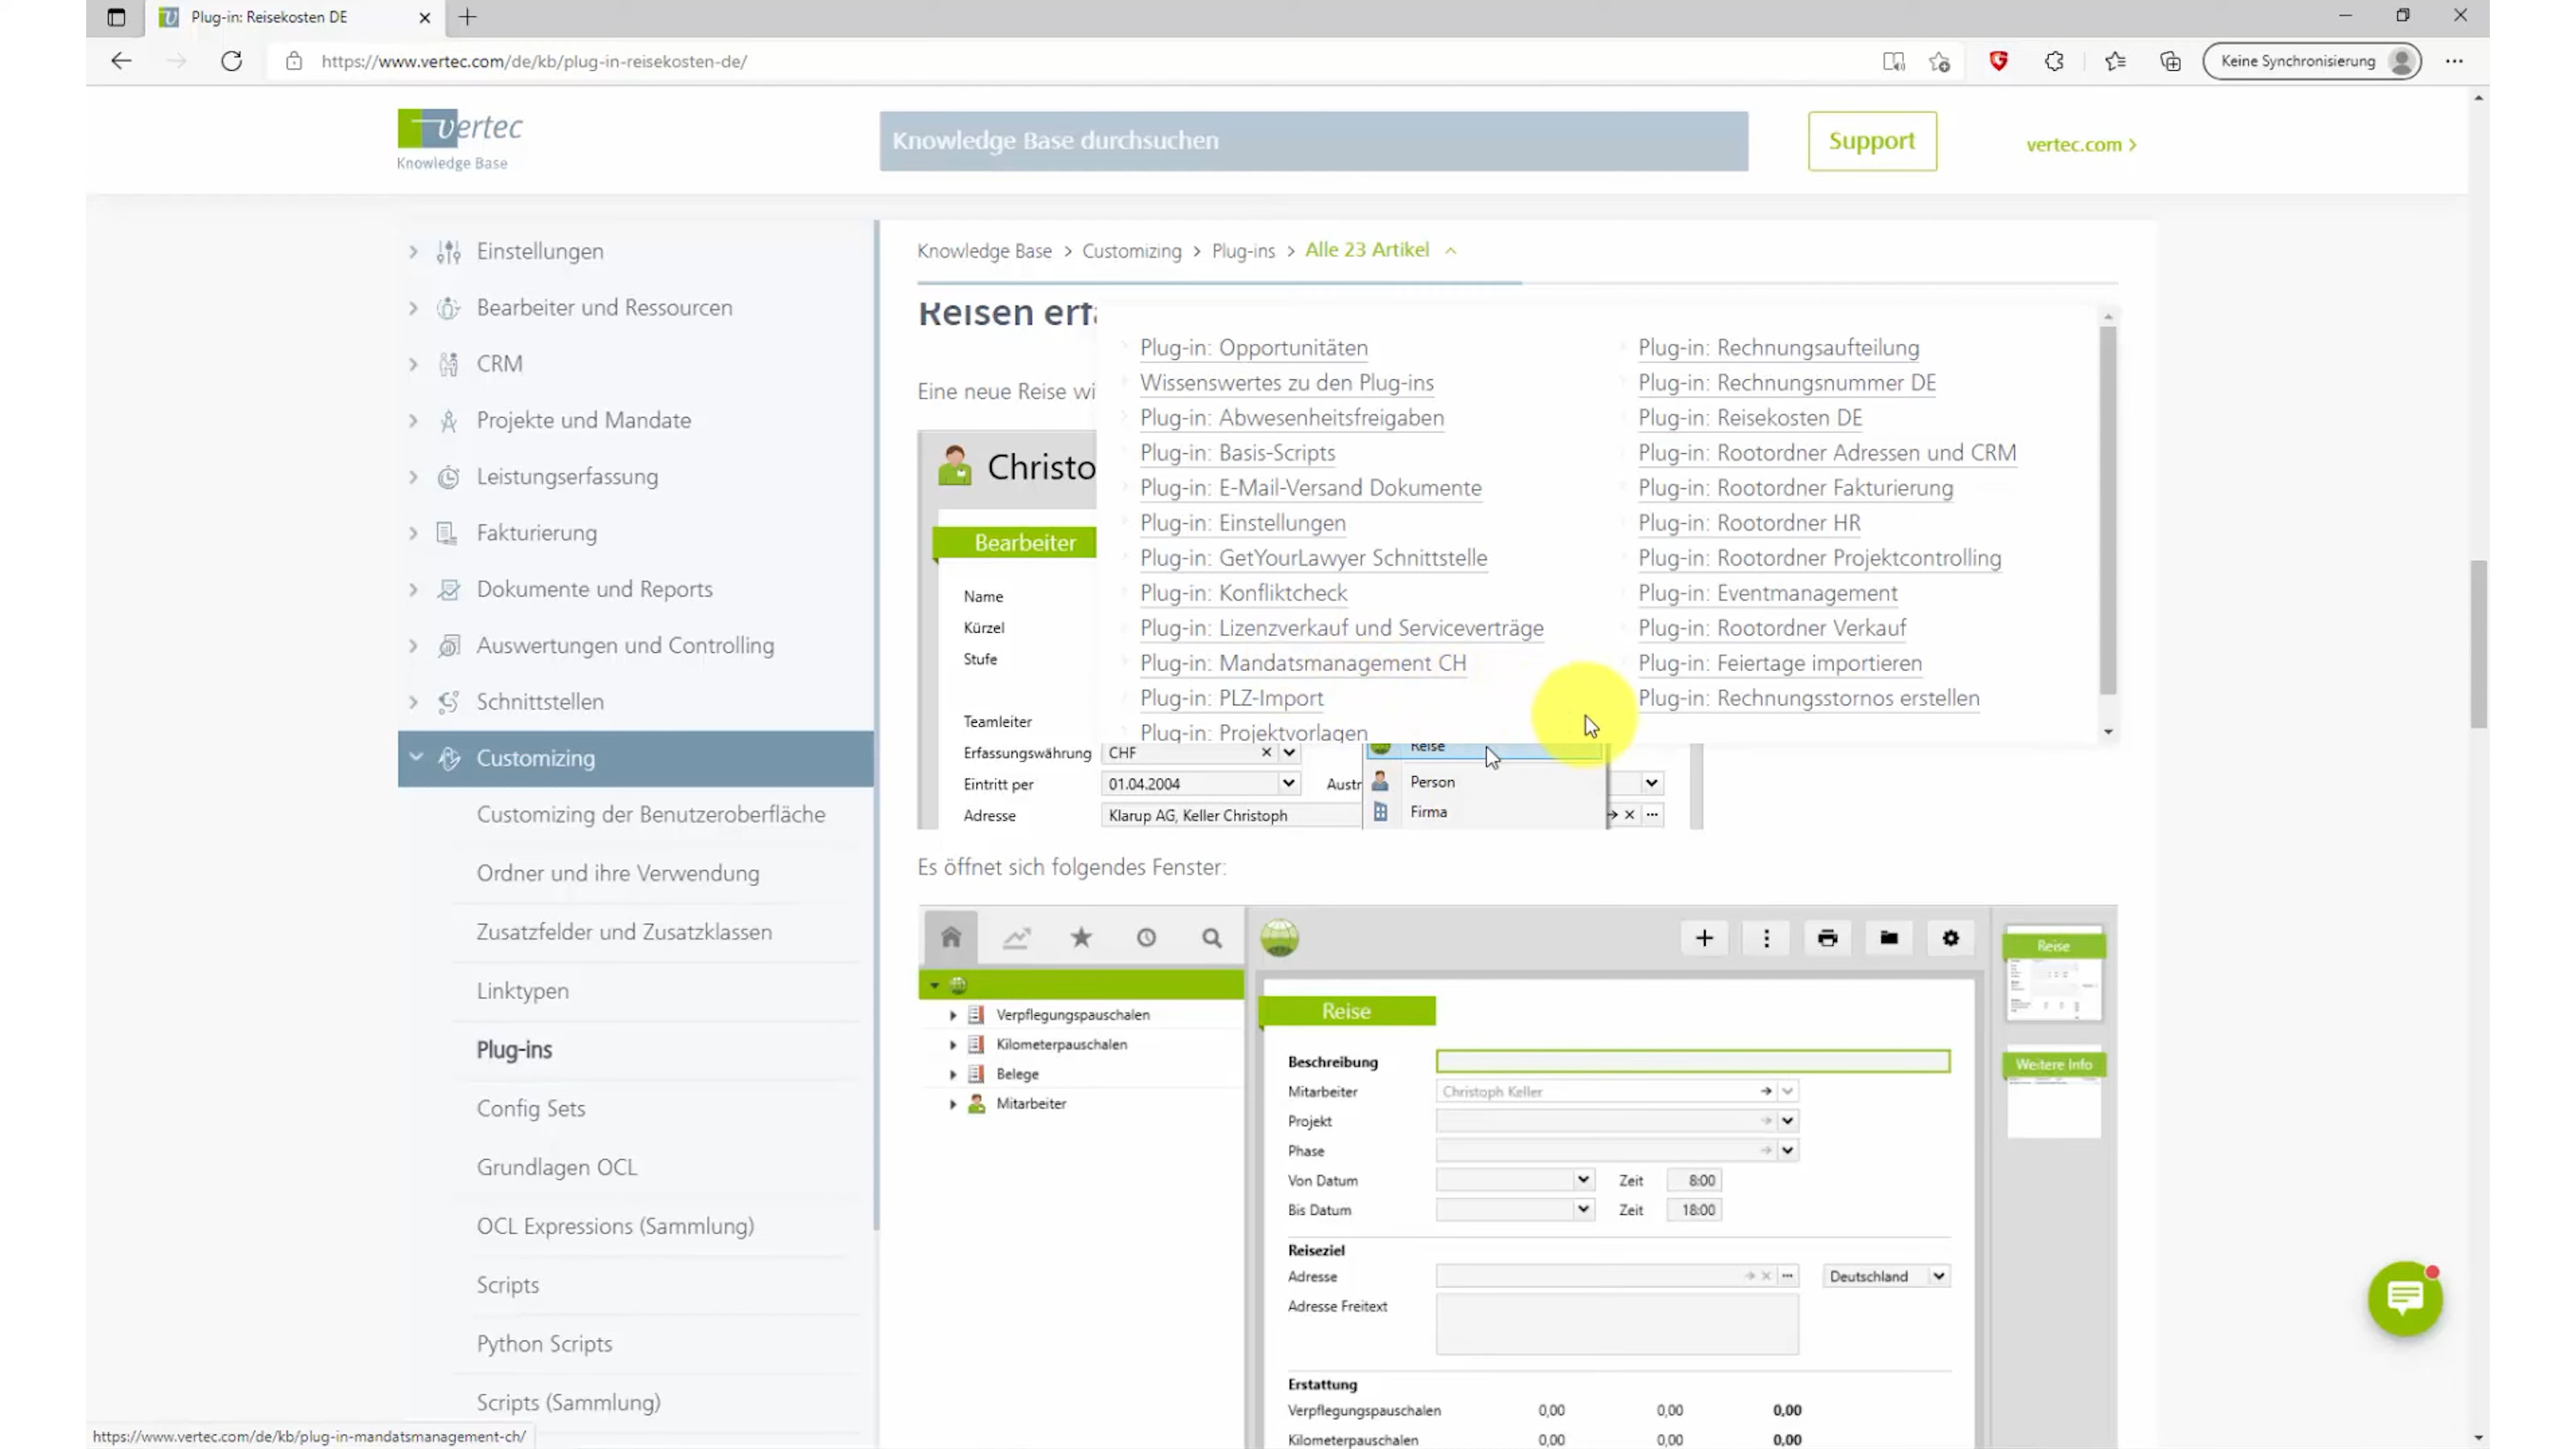 Plug-in: Reisekosten DE
https://www.vertec.com/de/kb/plug-in-reisekosten-de/
Keine Synchronisierung
vertec
Knowledge Base
Knowledge Base durchsuchen
Support
vertec.com >
Einstellungen
Bearbeiter und Ressourcen
CRM
Projekte und Mandate
Leistungserfassung
Fakturierung
Dokumente und Reports
Auswertungen und Controlling
Schnittstellen
Customizing
Customizing der Benutzeroberfläche
Ordner und ihre Verwendung
Zusatzfelder und Zusatzklassen
Linktypen
Plug-ins
Config Sets
Grundlagen OCL
OCL Expressions (Sammlung)
Scripts
Python Scripts
Scripts (Sammlung)
https://www.vertec.com/de/kb/plug-in-mandatsmanagement-ch/
Knowledge Base > Customizing > Plug-ins > Alle 23 Artikel
Reisen erfa
Eine neue Reise wi
Plug-in: Opportunitäten
Wissenswertes zu den Plug-ins
Plug-in: Abwesenheitsfreigaben
Plug-in: Basis-Scripts
Plug-in: E-Mail-Versand Dokumente
Plug-in: Einstellungen
Plug-in: GetYourLawyer Schnittstelle
Plug-in: Konfliktcheck
Plug-in: Lizenzverkauf und Serviceverträge
Plug-in: Mandatsmanagement CH
Plug-in: PLZ-Import
Plug-in: Projektvorlagen
Plug-in: Rechnungsaufteilung
Plug-in: Rechnungsnummer DE
Plug-in: Reisekosten DE
Plug-in: Rootordner Adressen und CRM
Plug-in: Rootordner Fakturierung
Plug-in: Rootordner HR
Plug-in: Rootordner Projektcontrolling
Plug-in: Eventmanagement
Plug-in: Rootordner Verkauf
Plug-in: Feiertage importieren
Plug-in: Rechnungsstornos erstellen
Christo
Bearbeiter
Name
Kürzel
Stufe
Teamleiter
Erfassungswährung CHF
Eintritt per 01.04.2004 Austr
Adresse Klarup AG, Keller Christoph
Reise
Person
Firma
Es öffnet sich folgendes Fenster:
Verpflegungspauschalen
Kilometerpauschalen
Belege
Mitarbeiter
Reise
Beschreibung
Mitarbeiter Christoph Keller
Projekt
Phase
Von Datum Zeit 8:00
Bis Datum Zeit 18:00
Reiseziel
Adresse Deutschland
Adresse Freitext
Erstattung
Verpflegungspauschalen 0,00 0,00 0,00
Kilometerpauschalen 0,00 0,00 0,00
Reise
Weitere Info